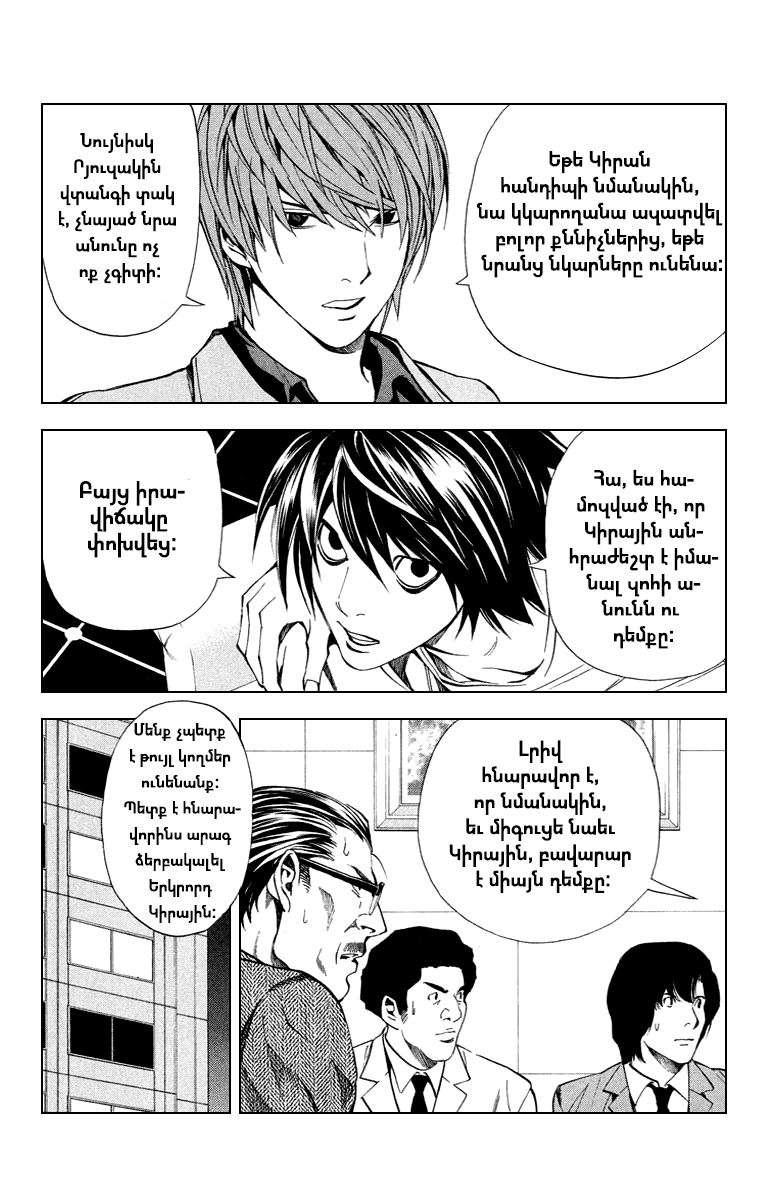 Եթե Կիրան
հանդիպի նմանակին,
նա կկարողանա ազատվել
բոլոր քննիչներից, եթե
նրանց նկարները ունենա:
Նույնիսկ
Րյուզակին
վտանգի տակ
է, չնայած նրա
անունը ոչ
ոք չգիտի:
Հա, ես հա-
մոզված էի, որ
Կիրային ան-
հրաժեշտ է իմա-
նալ զոհի ա-
նունն ու
դեմքը:
Բայց իրա-
վիճակը
փոխվեց:
Լրիվ
հնարավոր է,
որ նմանակին,
եւ միգուցե նաեւ
Կիրային, բավարար
է միայն դեմքը:
Մենք չպետք
է թույլ կողմեր
ունենանք:
Պետք է հնարա-
վորինս արագ
ձերբակալել
Երկրորդ
Կիրային: